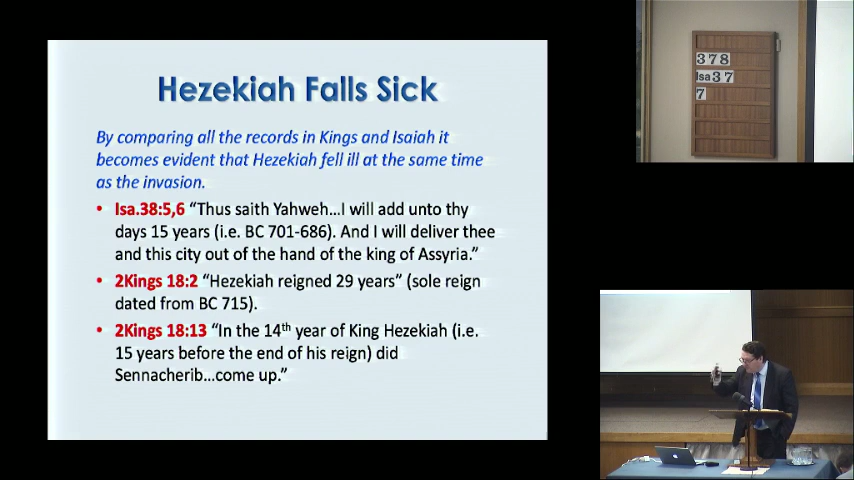 Hezekiah Falls Sick
By comparing all the records in Kings and Isaiah it
becomes evident that Hezekiah fell ill at the same time
as the invasion.
• Isa.38:5,6 “Thus saith Yahweh…I will add unto thy
days 15 years (i.e. BC 701-686). And I will deliver thee
and this city out of the hand of the king of Assyria.”
• 2Kings 18:2 “Hezekiah reigned 29 years” (sole reign
dated from BC 715).
• 2Kings 18:13 “In the 14th year of King Hezekiah (i.e.
15 years before the end of his reign) did
Sennacherib…come up.”
378
Isa37
7